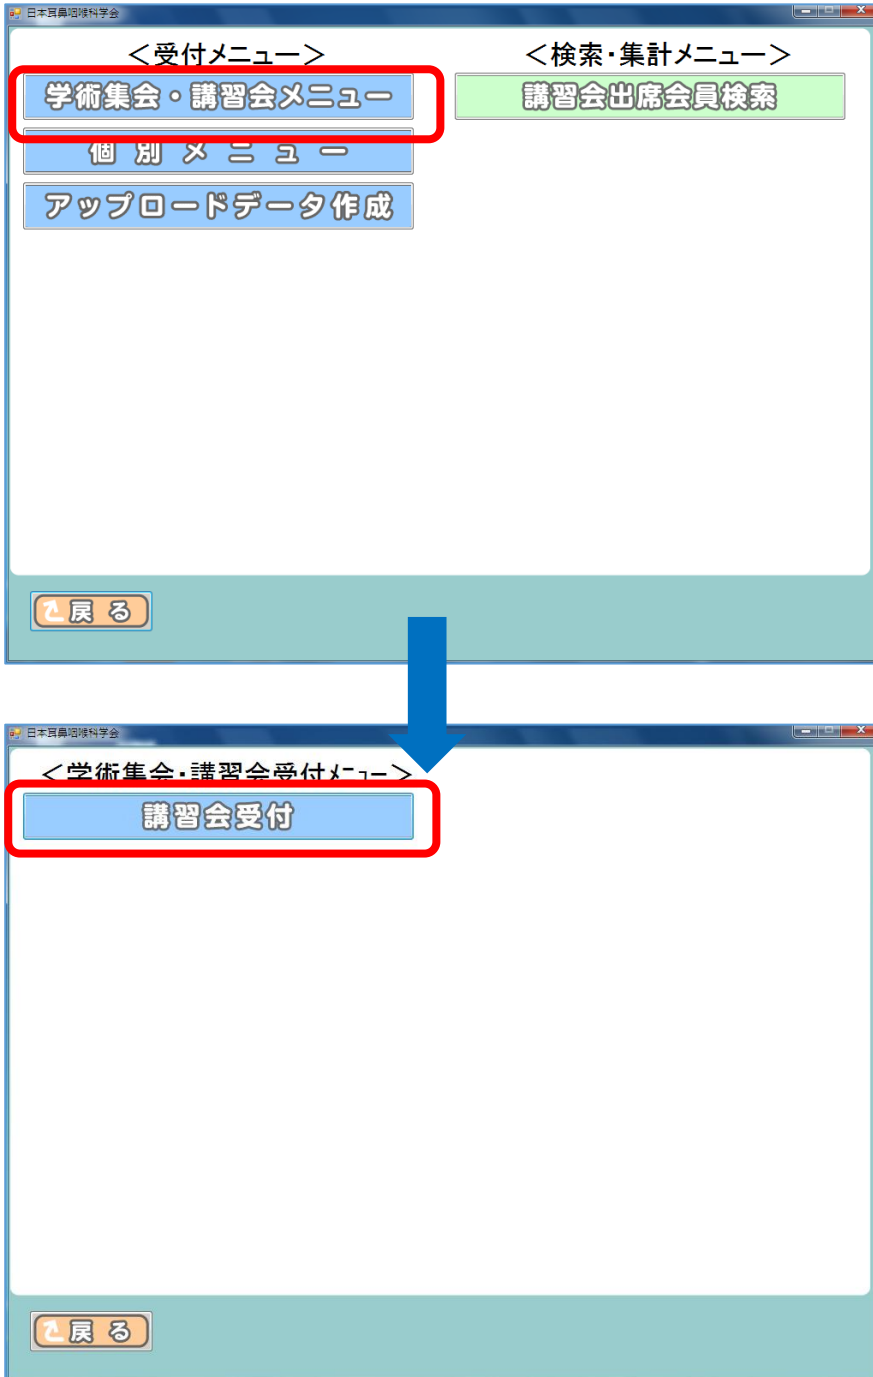 日本耳鼻咽喉科学会
＜受付メニュー＞
＜検索・集計メニュー＞
学術集会・講習会メニュー
講習会出席会員検索
個 別 メ ニ ュ ー
アップロードデータ作成
戻 る
日本耳鼻咽喉科学会
＜学術集会・講習会受付ﾒﾆｭｰ＞
講習会受付
戻 る